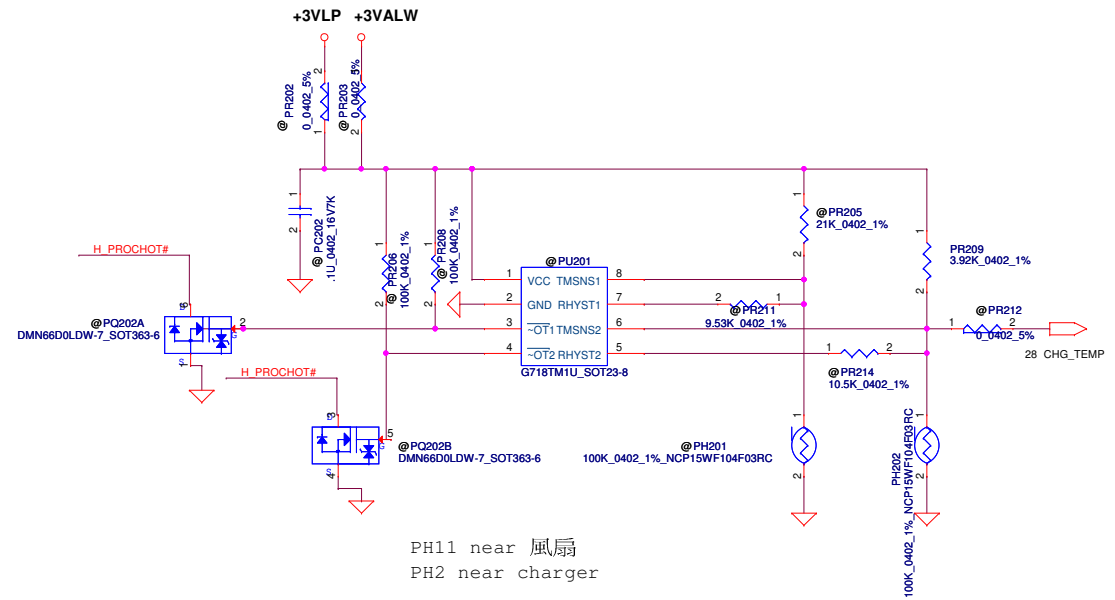 +3VLP +3VALW
@ PR202
0_0402_5%
@ PR203
0_0402_5%
2
1
1
2
1
2
@ PC202
.1U_0402_16V7K
H_PROCHOT#
@PR206
100K_0402_1%
1
2
@PR208
100K_0402_1%
1
2
@PR205
21K_0402_1%
1
2
PR209
3.92K_0402_1%
1
2
@PU201
1 VCC TMSNS1 8
2 GND RHYST1 7
3 ~OT1 TMSNS2 6
4 ~OT2 RHYST2 5
G718TM1U_SOT23-8
2 1
@PR211
9.53K_0402_1%
@PR212
1 2
0_0402_5%
28 CHG_TEMP
1 2
@PR214
10.5K_0402_1%
@PQ202A
DMN66D0LDW-7_SOT363-6
6
2
1
H_PROCHOT#
3
5
4
@PQ202B
DMN66D0LDW-7_SOT363-6
@PH201
100K_0402_1%_NCP15WF104F03RC
1
2
PH202
100K_0402_1%_NCP15WF104F03RC
1
2
PH11 near 風扇
PH2 near charger